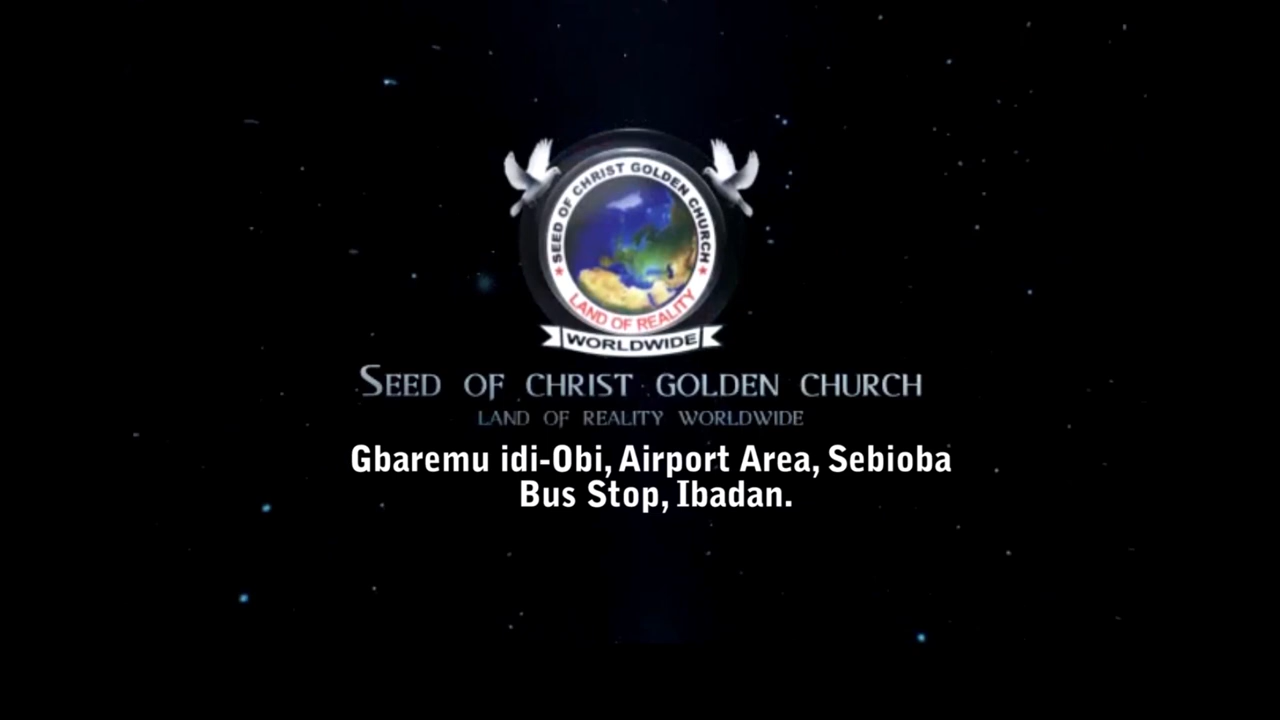 SEED OF CHRIST GOLDEN CHURCH
LAND OF REALITY
WORLDWIDE
SEED OF CHRIST GOLDEN CHURCH
LAND OF REALITY WORLDWIDE
Gbaremu idi-Obi, Airport Area, Sebioba
Bus Stop, Ibadan.